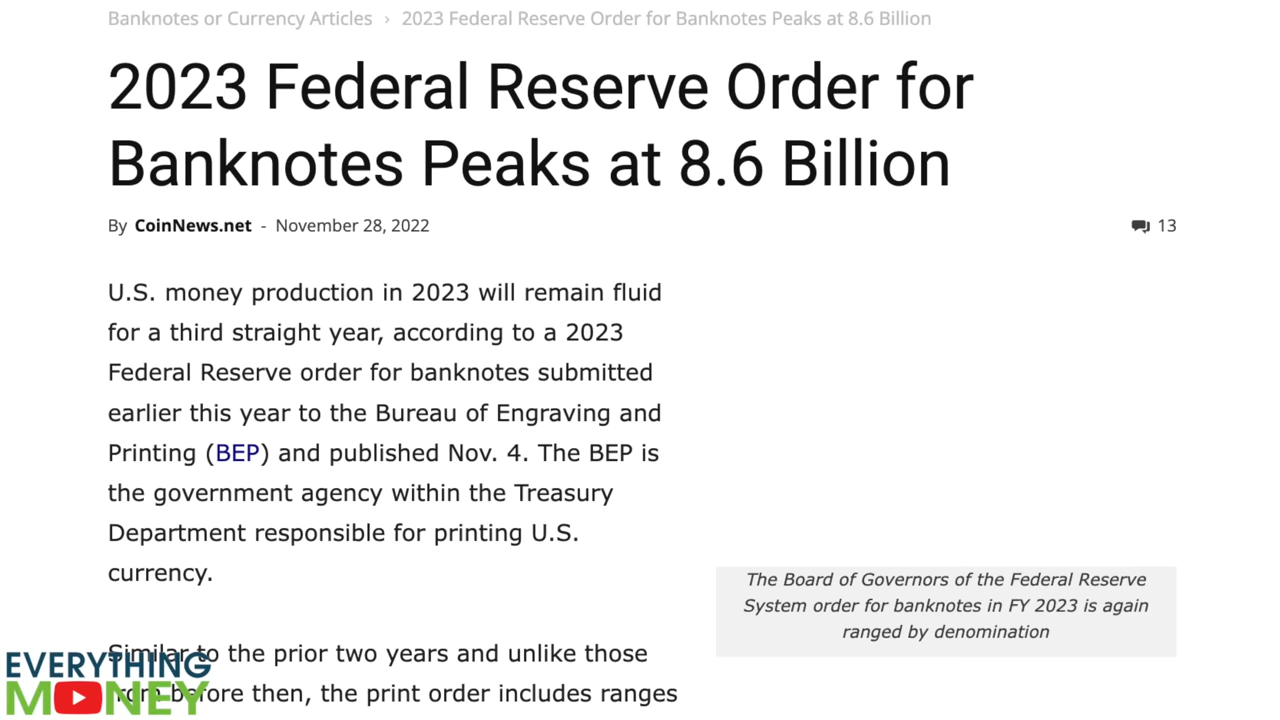 Banknotes or Currency Articles › 2023 Federal Reserve Order for Banknotes Peaks at 8.6 Billion
2023 Federal Reserve Order for
Banknotes Peaks at 8.6 Billion
By CoinNews.net - November 28, 2022
13
U.S. money production in 2023 will remain fluid
for a third straight year, according to a 2023
Federal Reserve order for banknotes submitted
earlier this year to the Bureau of Engraving and
Printing (BEP) and published Nov. 4. The BEP is
the government agency within the Treasury
Department responsible for printing U.S.
currency.
The Board of Governors of the Federal Reserve
System order for banknotes in FY 2023 is again
ranged by denomination
Similar to the prior two years and unlike those
from before then, the print order includes ranges
EVERYTHING
MONEY